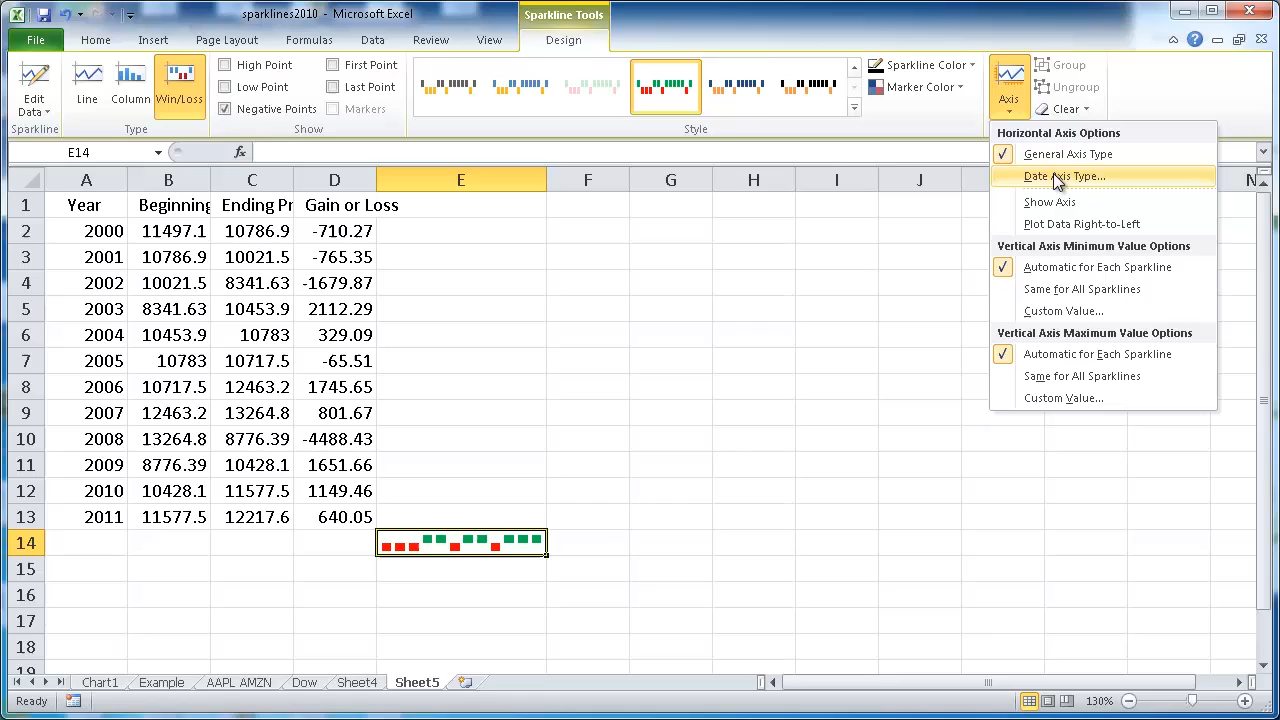 sparklines2010 - Microsoft Excel
Sparkline Tools
File Home Insert Page Layout Formulas Data Review View Design
Edit Data
Line
Column
Win/Loss
High Point
Low Point
Negative Points
First Point
Last Point
Markers
Sparkline Color
Marker Color
Axis
Group
Ungroup
Clear
Sparkline Type Show Style
Horizontal Axis Options
General Axis Type
Date Axis Type...
Show Axis
Plot Data Right-to-Left
Vertical Axis Minimum Value Options
Automatic for Each Sparkline
Same for All Sparklines
Custom Value...
Vertical Axis Maximum Value Options
Automatic for Each Sparkline
Same for All Sparklines
Custom Value...
E14 fx
A B C D E F G H I J N
1 Year Beginning Ending Pr Gain or Loss
2 2000 11497.1 10786.9 -710.27
3 2001 10786.9 10021.5 -765.35
4 2002 10021.5 8341.63 -1679.87
5 2003 8341.63 10453.9 2112.29
6 2004 10453.9 10783 329.09
7 2005 10783 10717.5 -65.51
8 2006 10717.5 12463.2 1745.65
9 2007 12463.2 13264.8 801.67
10 2008 13264.8 8776.39 -4488.43
11 2009 8776.39 10428.1 1651.66
12 2010 10428.1 11577.5 1149.46
13 2011 11577.5 12217.6 640.05
14
15
16
17
18
19
Chart1 Example AAPL AMZN Dow Sheet4 Sheet5
Ready 130%